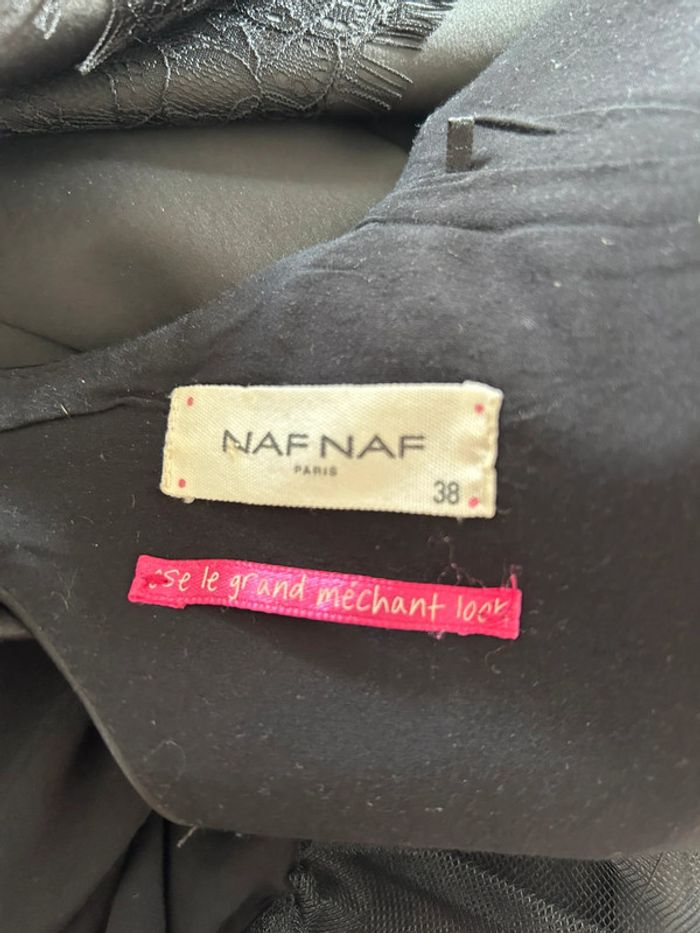 NAF NAF
PARIS
38
le grand méchant look